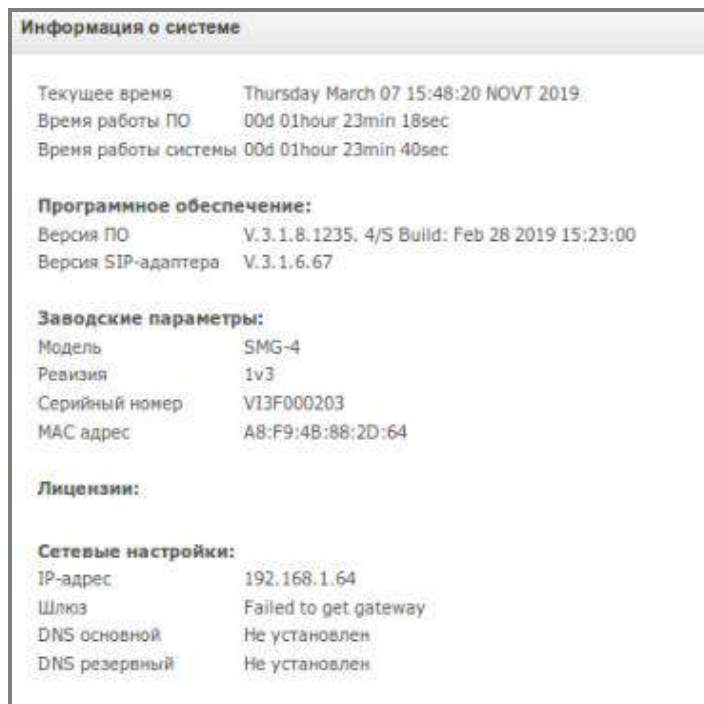 Информация о системе
Текущее время Thursday March 07 15:48:20 NOVT 2019
Время работы ПО 00d 01hour 23min 18sec
Время работы системы 00d 01hour 23min 40sec
Программное обеспечение:
Версия ПО V.3.1.8.1235. 4/S Build: Feb 28 2019 15:23:00
Версия SIP-адаптера V.3.1.6.67
Заводские параметры:
Модель SMG-4
Ревизия 1v3
Серийный номер VI3F000203
MAC адрес A8:F9:4B:88:2D:64
Лицензии:
Сетевые настройки:
IP-адрес 192.168.1.64
Шлюз Failed to get gateway
DNS основной Не установлен
DNS резервный Не установлен